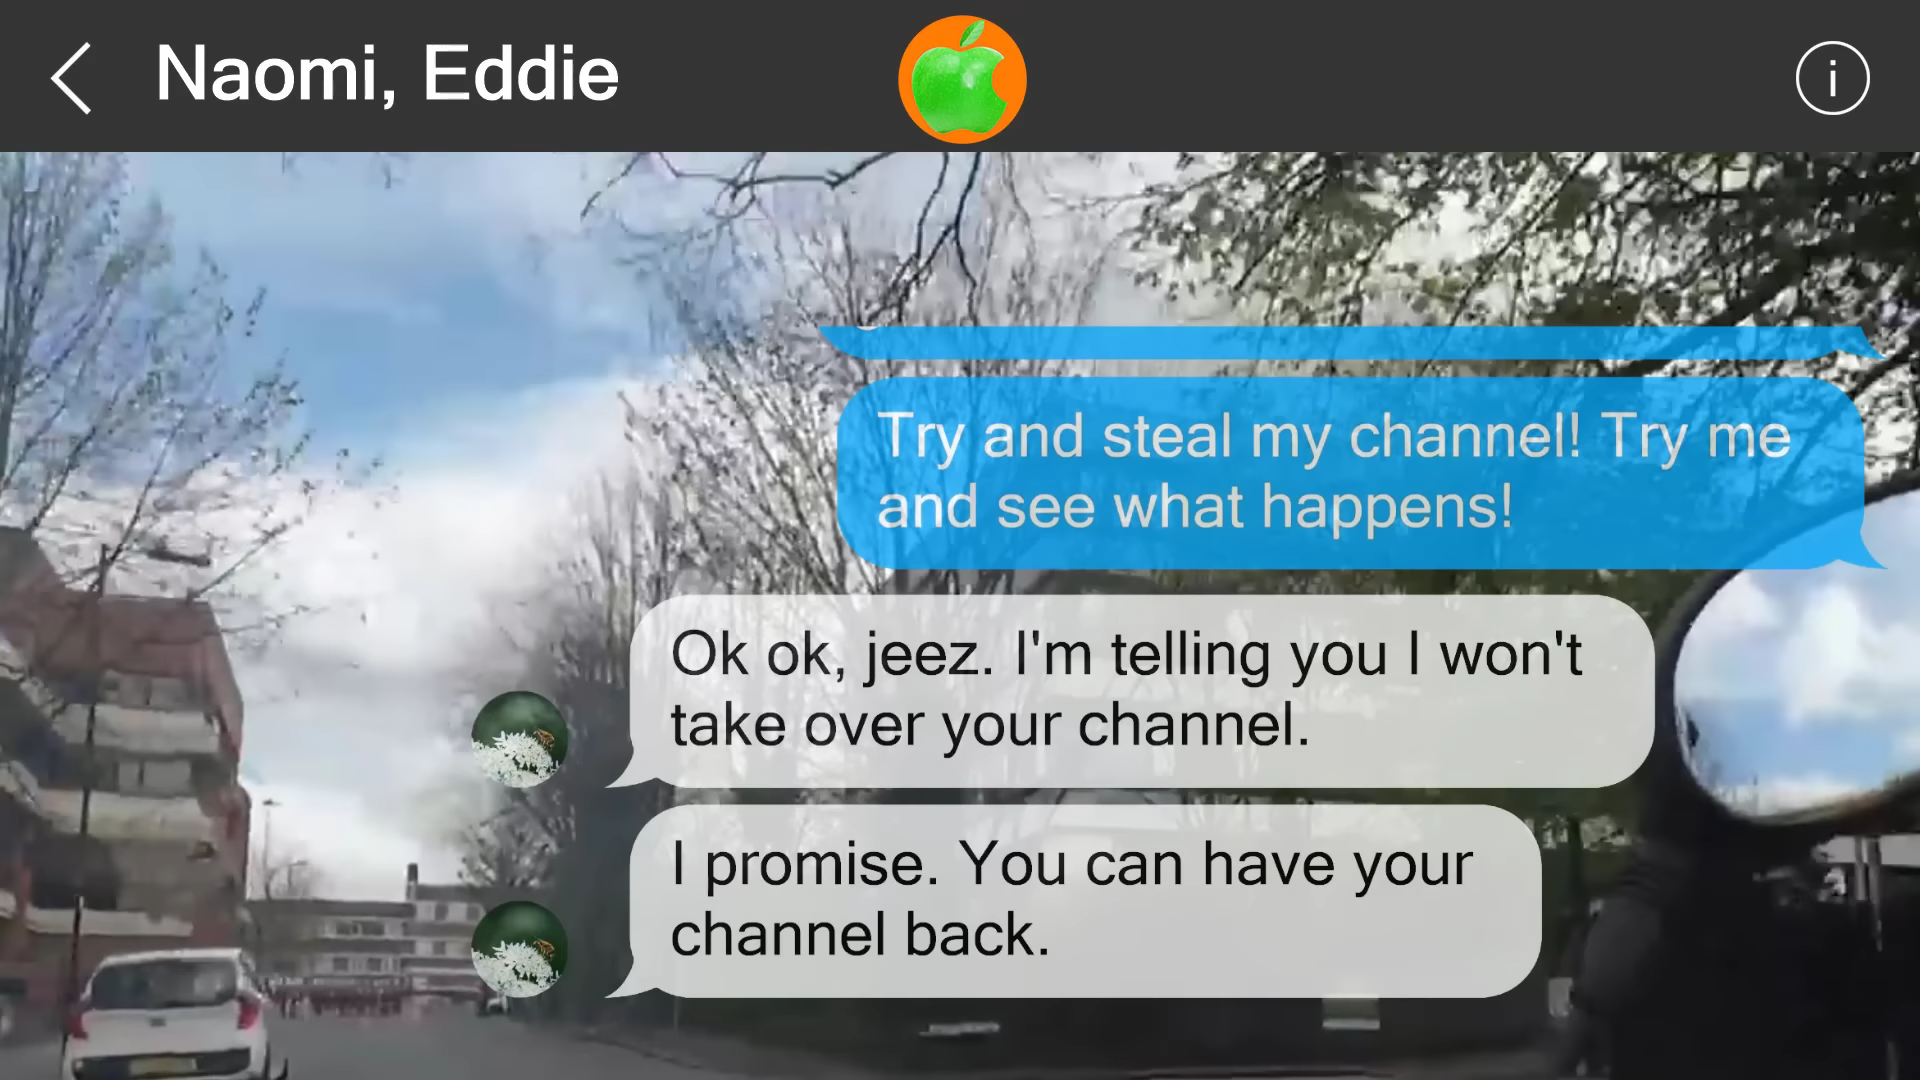 Naomi, Eddie
Try and steal my channel! Try me
and see what happens!
Ok ok, jeez. I'm telling you I won't
take over your channel.
I promise. You can have your
channel back.